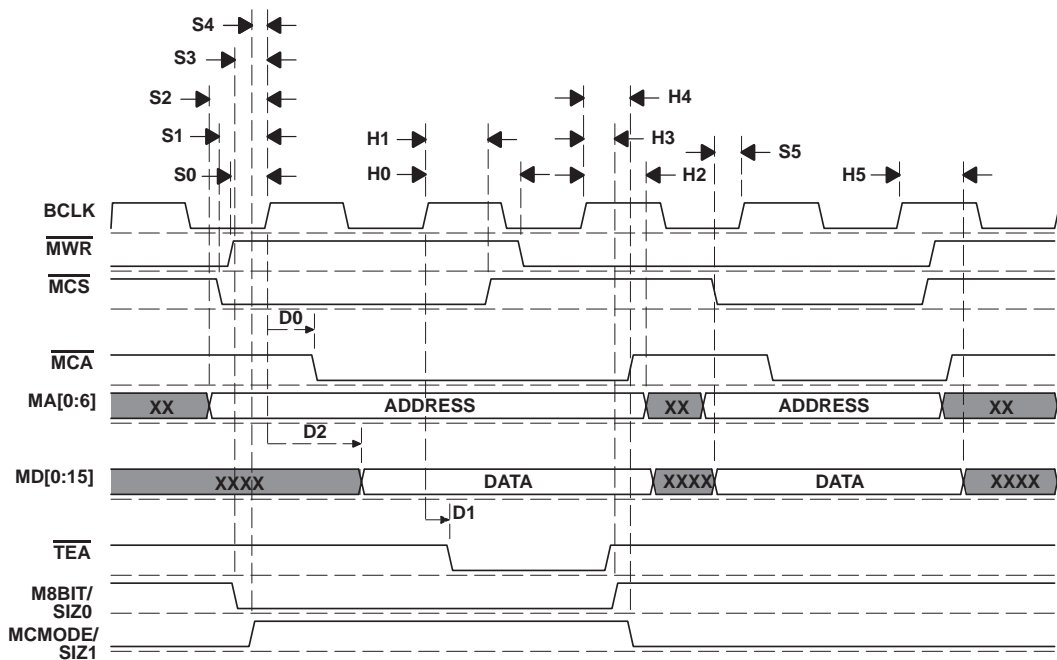 S4
S3
S2 H4
S1 H1 H3 S5
S0 H0 H2 H5
BCLK
MWR
MCS
D0
MCA
MA[0:6] XX ADDRESS XX ADDRESS XX
D2
MD[0:15] XXXX DATA XXXX DATA XXXX
D1
TEA
M8BIT/
SIZ0
MCMODE/
SIZ1